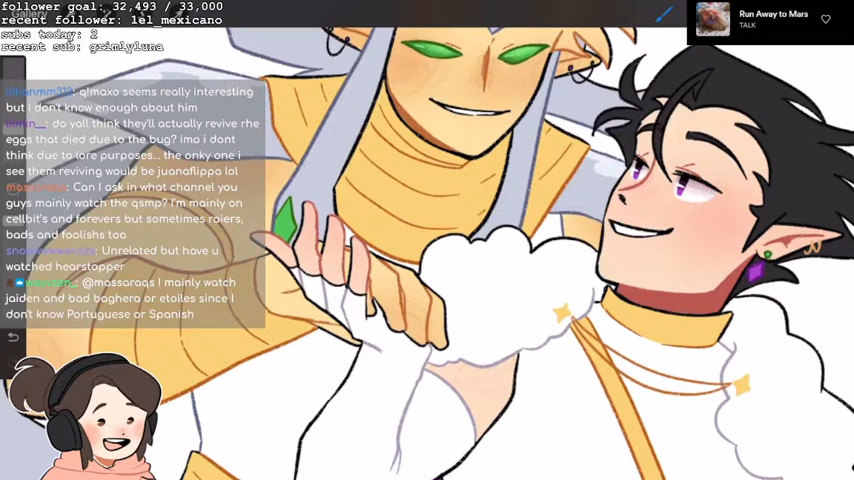 follower goal: 32,493 / 33,000
recent follower: 1el_mexicano
subs today: 2
recent sub: grimlyluna
Gallery
Run Away to Mars
TALK
q!maxo seems really interesting
but i don't know enough about him
do yall think they'll actually revive rhe
eggs that died due to the bug? imo i dont
think due to lore purposes... the onky one i
see them reviving would be juanaflippa lol
Can I ask in what channel you
guys mainly watch the qsmp? I'm mainly on
cellbit's and forevers but sometimes roiers,
bads and foolishs too
Unrelated but have u
watched hearstopper
@massaraqs I mainly watch
jaiden and bad baghera or etoiles since I
don't know Portuguese or Spanish